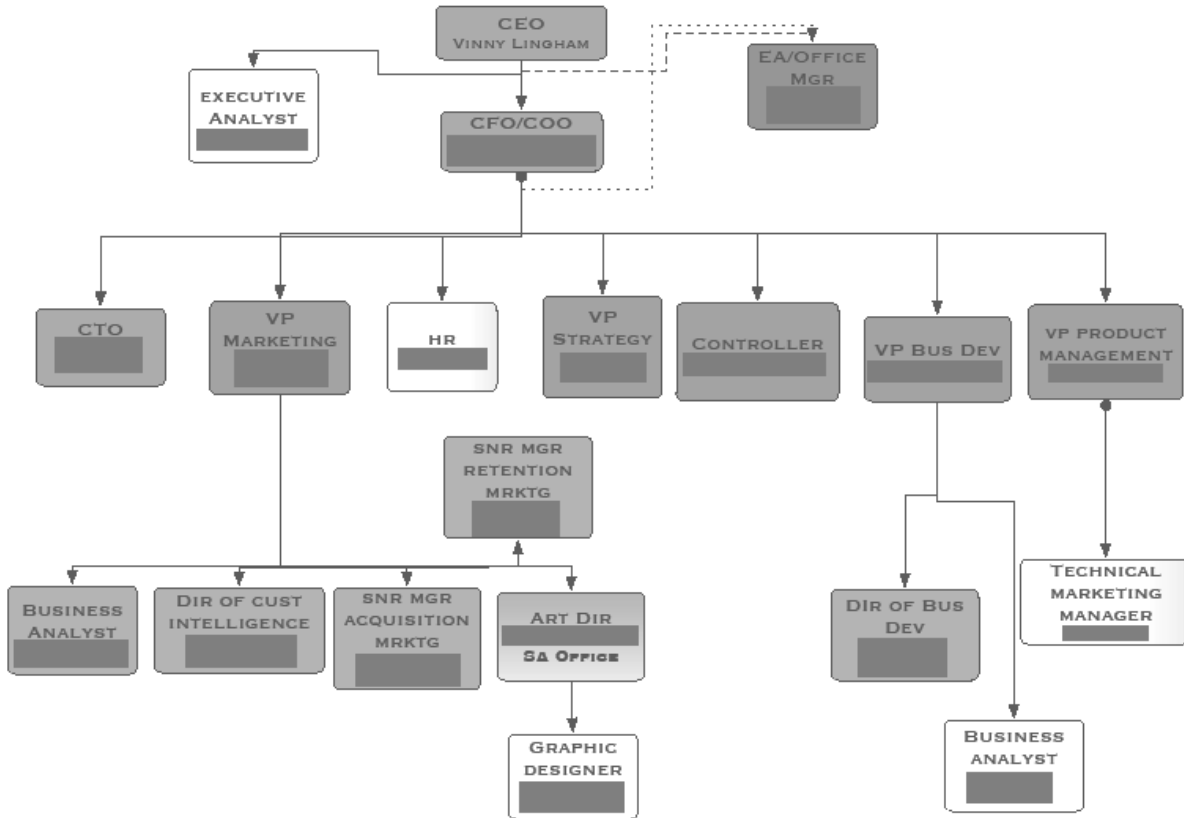 CEO
Vinny Lingham
EA/Office
Mgr
executive
Analyst
CFO/COO
CTO
VP
Marketing
HR
VP
Strategy
Controller
VP Bus Dev
VP product
management
snr mgr
retention
mrktg
Business
Analyst
Dir of cust
intelligence
snr mgr
acquisition
mrktg
Art Dir
SA Office
DIr of Bus
Dev
Technical
marketing
manager
Graphic
designer
Business
analyst